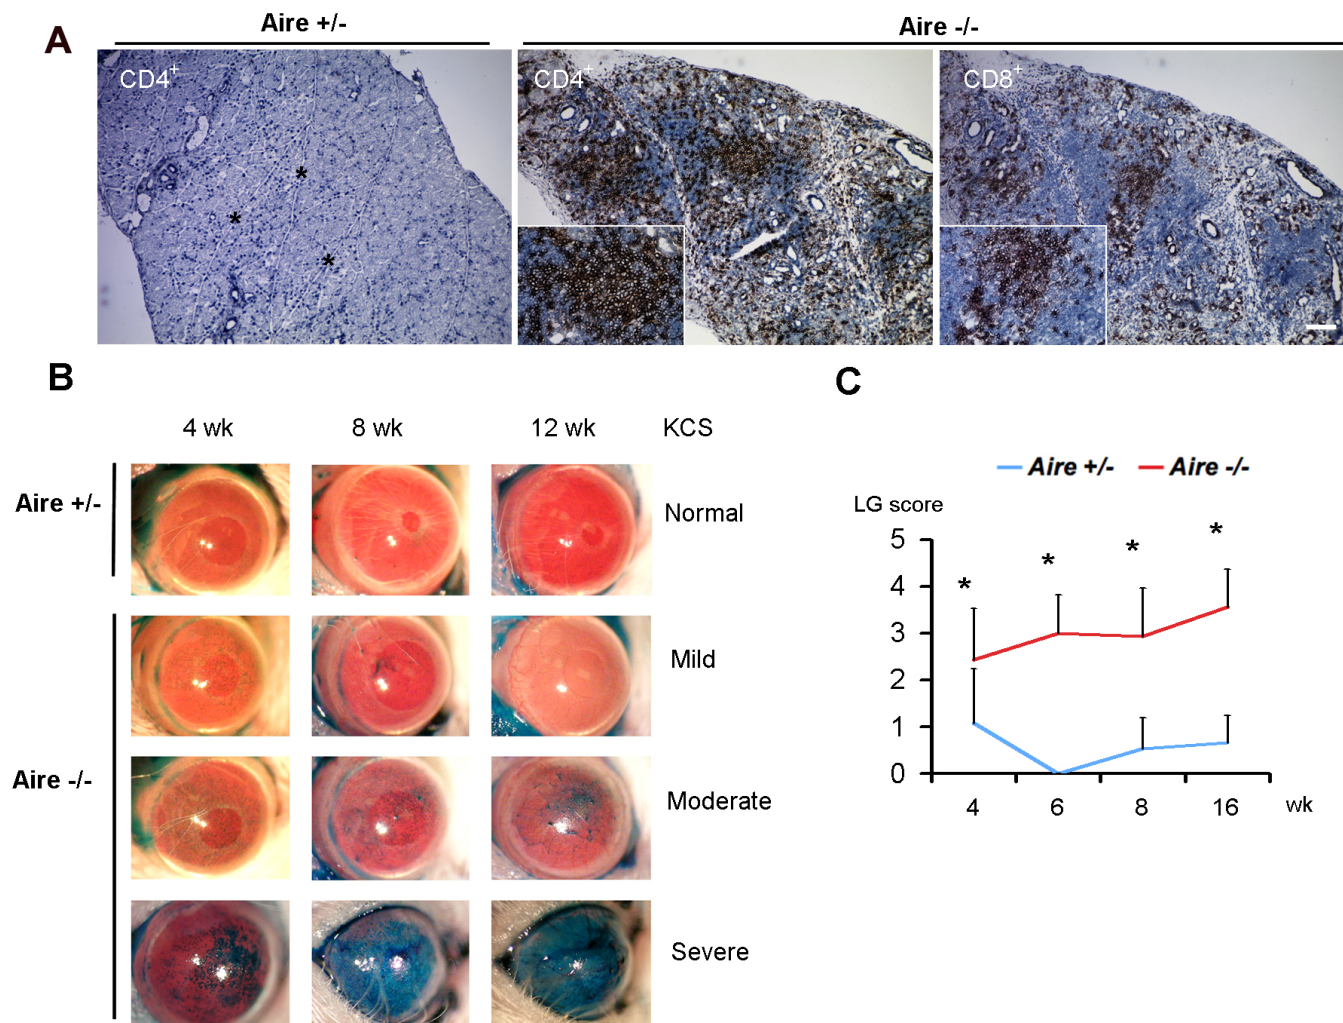 Aire +/-
Aire -/-
A
CD4+
CD4+
CD8+
*
*
*
B
4 wk
8 wk
12 wk
KCS
Aire +/-
Normal
Mild
Aire -/-
Moderate
Severe
C
Aire +/-
Aire -/-
LG score
* * * *
5
4
3
2
1
0
4 6 8 16 wk